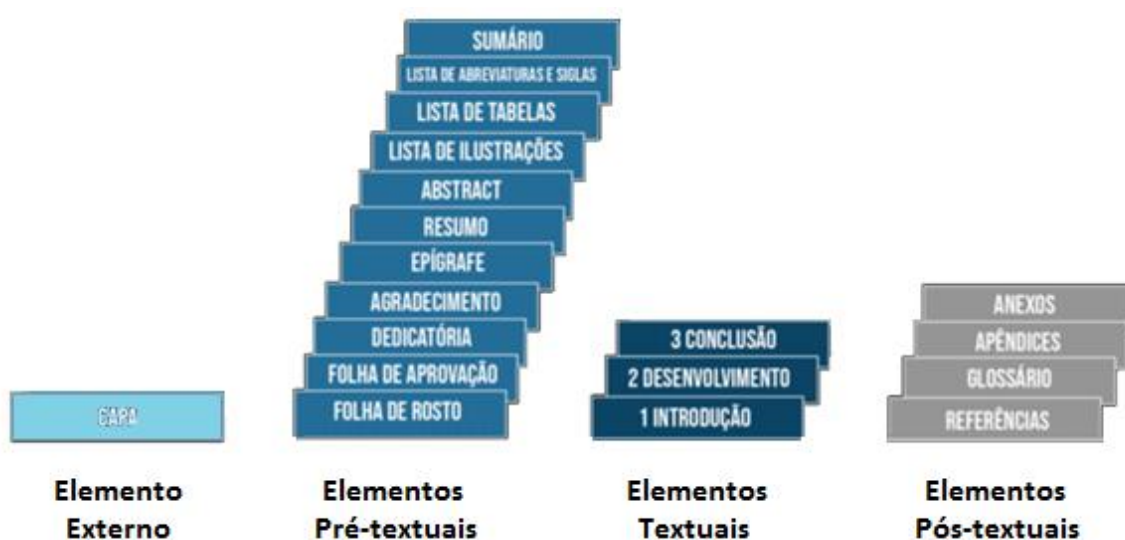 SUMÁRIO
LISTA DE ABREVIATURAS E SIGLAS
LISTA DE TABELAS
LISTA DE ILUSTRAÇÕES
ABSTRACT
RESUMO
EPÍGRAFE
AGRADECIMENTO
DEDICATÓRIA
FOLHA DE APROVAÇÃO
FOLHA DE ROSTO
3 CONCLUSÃO
2 DESENVOLVIMENTO
1 INTRODUÇÃO
ANEXOS
APÊNDICES
GLOSSÁRIO
REFERÊNCIAS
CAPA
Elemento
Externo
Elementos
Pré-textuais
Elementos
Textuais
Elementos
Pós-textuais